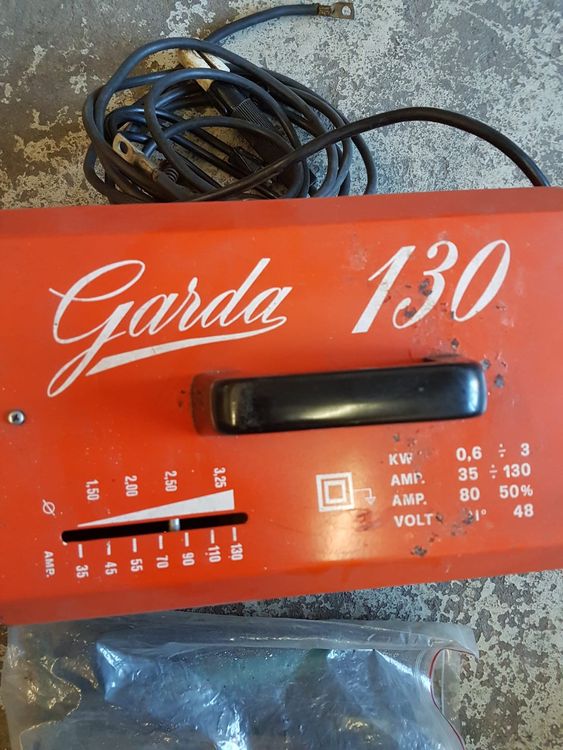 Garda 130
KW 0,6 ÷ 3
AMP. 35 ÷ 130
AMP. 80 50%
VOLT 48
Ø 1,50 2,00 2,50 3,25
AMP. 35 45 55 70 90 110 130